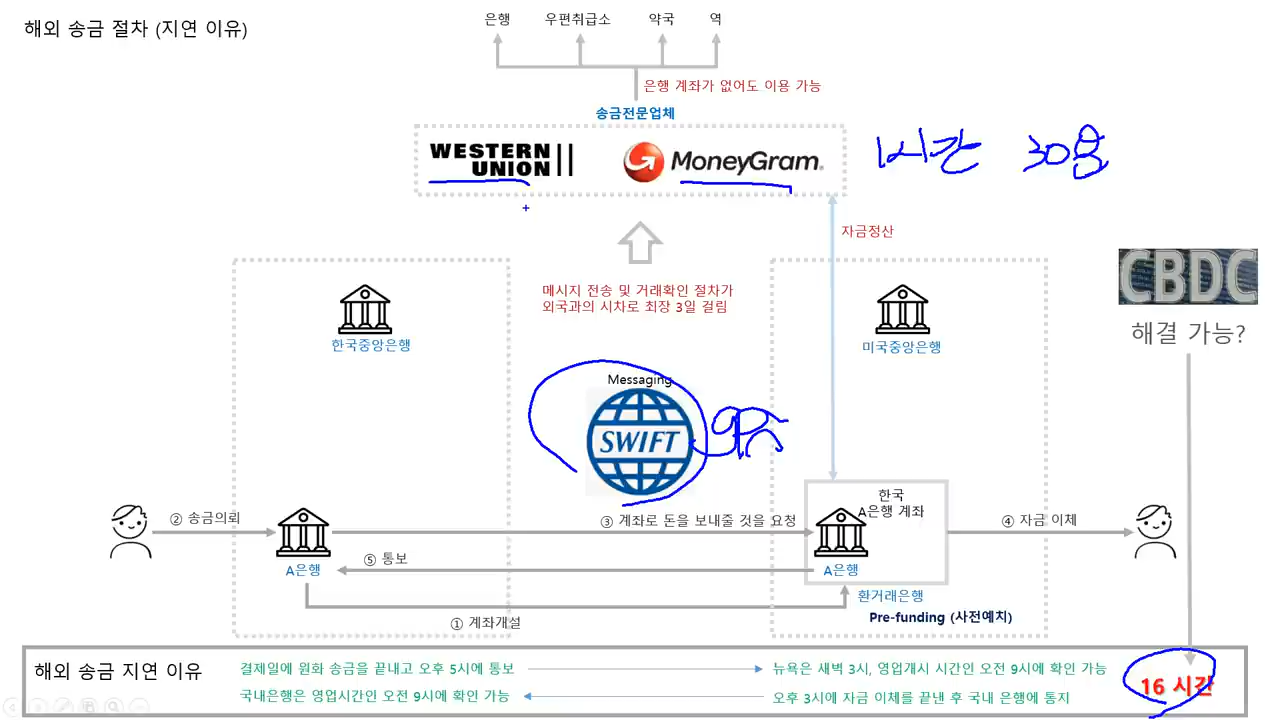 해외 송금 절차 (지연 이유)
은행 우편취급소 약국 역
은행 계좌가 없어도 이용 가능
송금전문업체
WESTERN
UNION
MoneyGram.
1시간 30분
자금정산
CBDC
해결 가능?
메시지 전송 및 거래확인 절차가
외국과의 시차로 최장 3일 걸림
한국중앙은행
미국중앙은행
Messaging
SWIFT
한국
A은행 계좌
② 송금의뢰
③ 계좌로 돈을 보내줄 것을 요청
④ 자금 이체
⑤ 통보
A은행
A은행
환거래은행
① 계좌개설
Pre-funding (사전예치)
해외 송금 지연 이유
결제일에 원화 송금을 끝내고 오후 5시에 통보
뉴욕은 새벽 3시, 영업개시 시간인 오전 9시에 확인 가능
국내은행은 영업시간인 오전 9시에 확인 가능
오후 3시에 자금 이체를 끝낸 후 국내 은행에 통지
16 시간